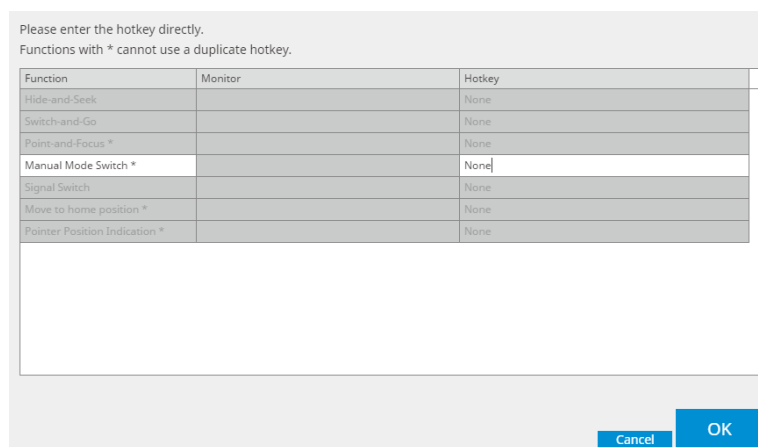 Please enter the hotkey directly.
Functions with * cannot use a duplicate hotkey.
Function Monitor Hotkey
Hide-and-Seek None
Switch-and-Go None
Point-and-Focus * None
Manual Mode Switch * None
Signal Switch None
Move to home position * None
Pointer Position Indication * None
Cancel OK